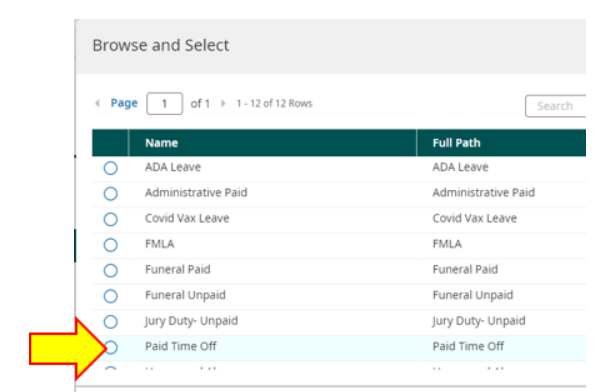 Browse and Select
Page 1 of 1 1 - 12 of 12 Rows Search
Name Full Path
ADA Leave ADA Leave
Administrative Paid Administrative Paid
Covid Vax Leave Covid Vax Leave
FMLA FMLA
Funeral Paid Funeral Paid
Funeral Unpaid Funeral Unpaid
Jury Duty- Unpaid Jury Duty- Unpaid
Paid Time Off Paid Time Off